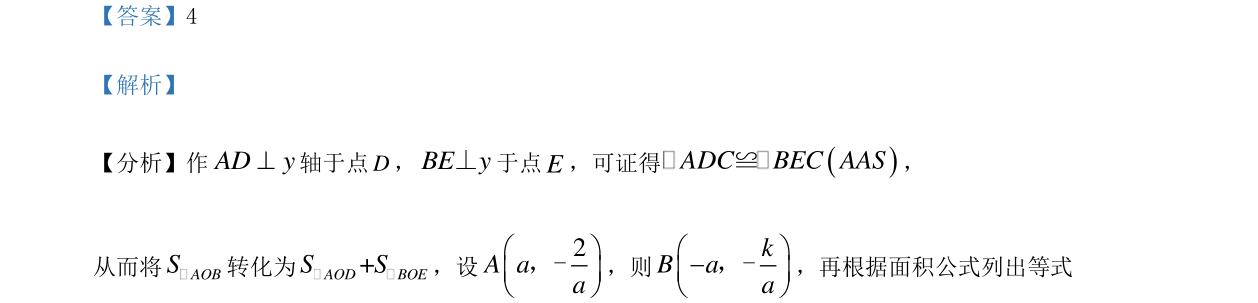 【答案】4
【解析】
【分析】作 AD ⊥ y 轴于点 D，BE⊥y 于点 E，可证得□ADC≌□BEC(AAS)，
从而将 S□AOB 转化为 S□AOD+S□BOE，设 A(a，-2/a)，则 B(-a，-k/a)，再根据面积公式列出等式